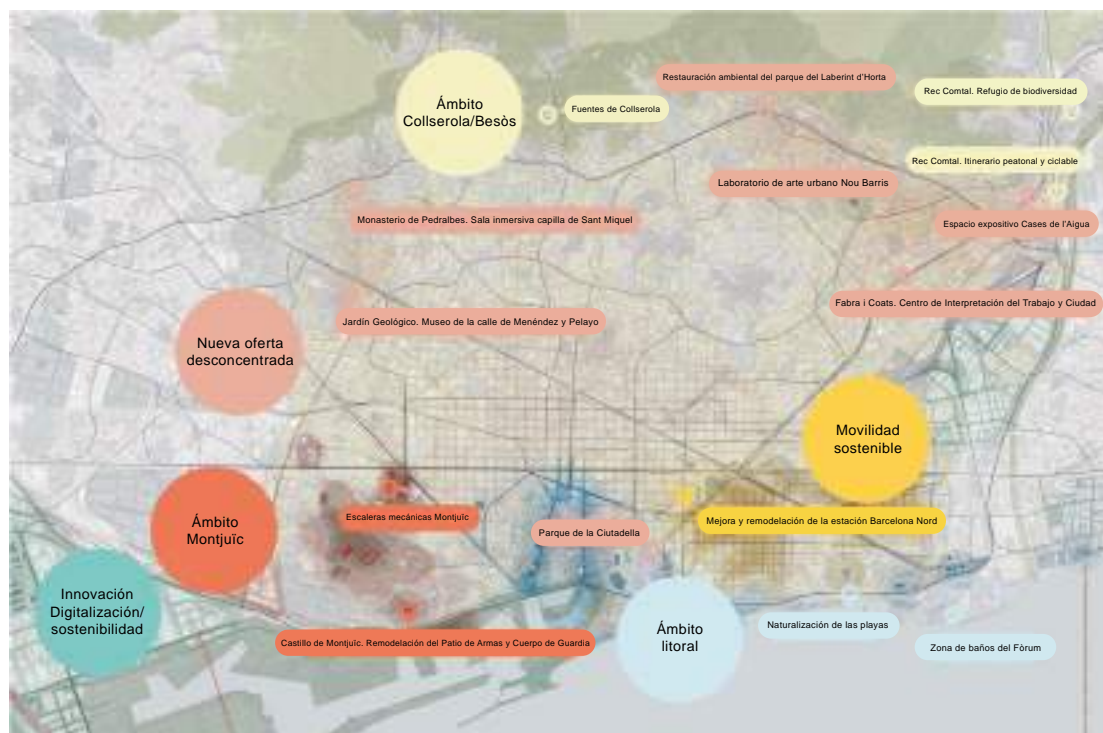 Restauración ambiental del parque del Laberint d'Horta
Rec Comtal. Refugio de biodiversidad
Ámbito
Collserola/Besòs
Fuentes de Collserola
Rec Comtal. Itinerario peatonal y ciclable
Laboratorio de arte urbano Nou Barris
Monasterio de Pedralbes. Sala inmersiva capilla de Sant Miquel
Espacio expositivo Cases de l'Aigua
Fabra i Coats. Centro de Interpretación del Trabajo y Ciudad
Jardín Geológico. Museo de la calle de Menéndez y Pelayo
Nueva oferta
desconcentrada
Movilidad
sostenible
Ámbito
Montjuïc
Escaleras mecánicas Montjuïc
Parque de la Ciutadella
Mejora y remodelación de la estación Barcelona Nord
Innovación
Digitalización/
sostenibilidad
Castillo de Montjuïc. Remodelación del Patio de Armas y Cuerpo de Guardia
Ámbito
litoral
Naturalización de las playas
Zona de baños del Fòrum